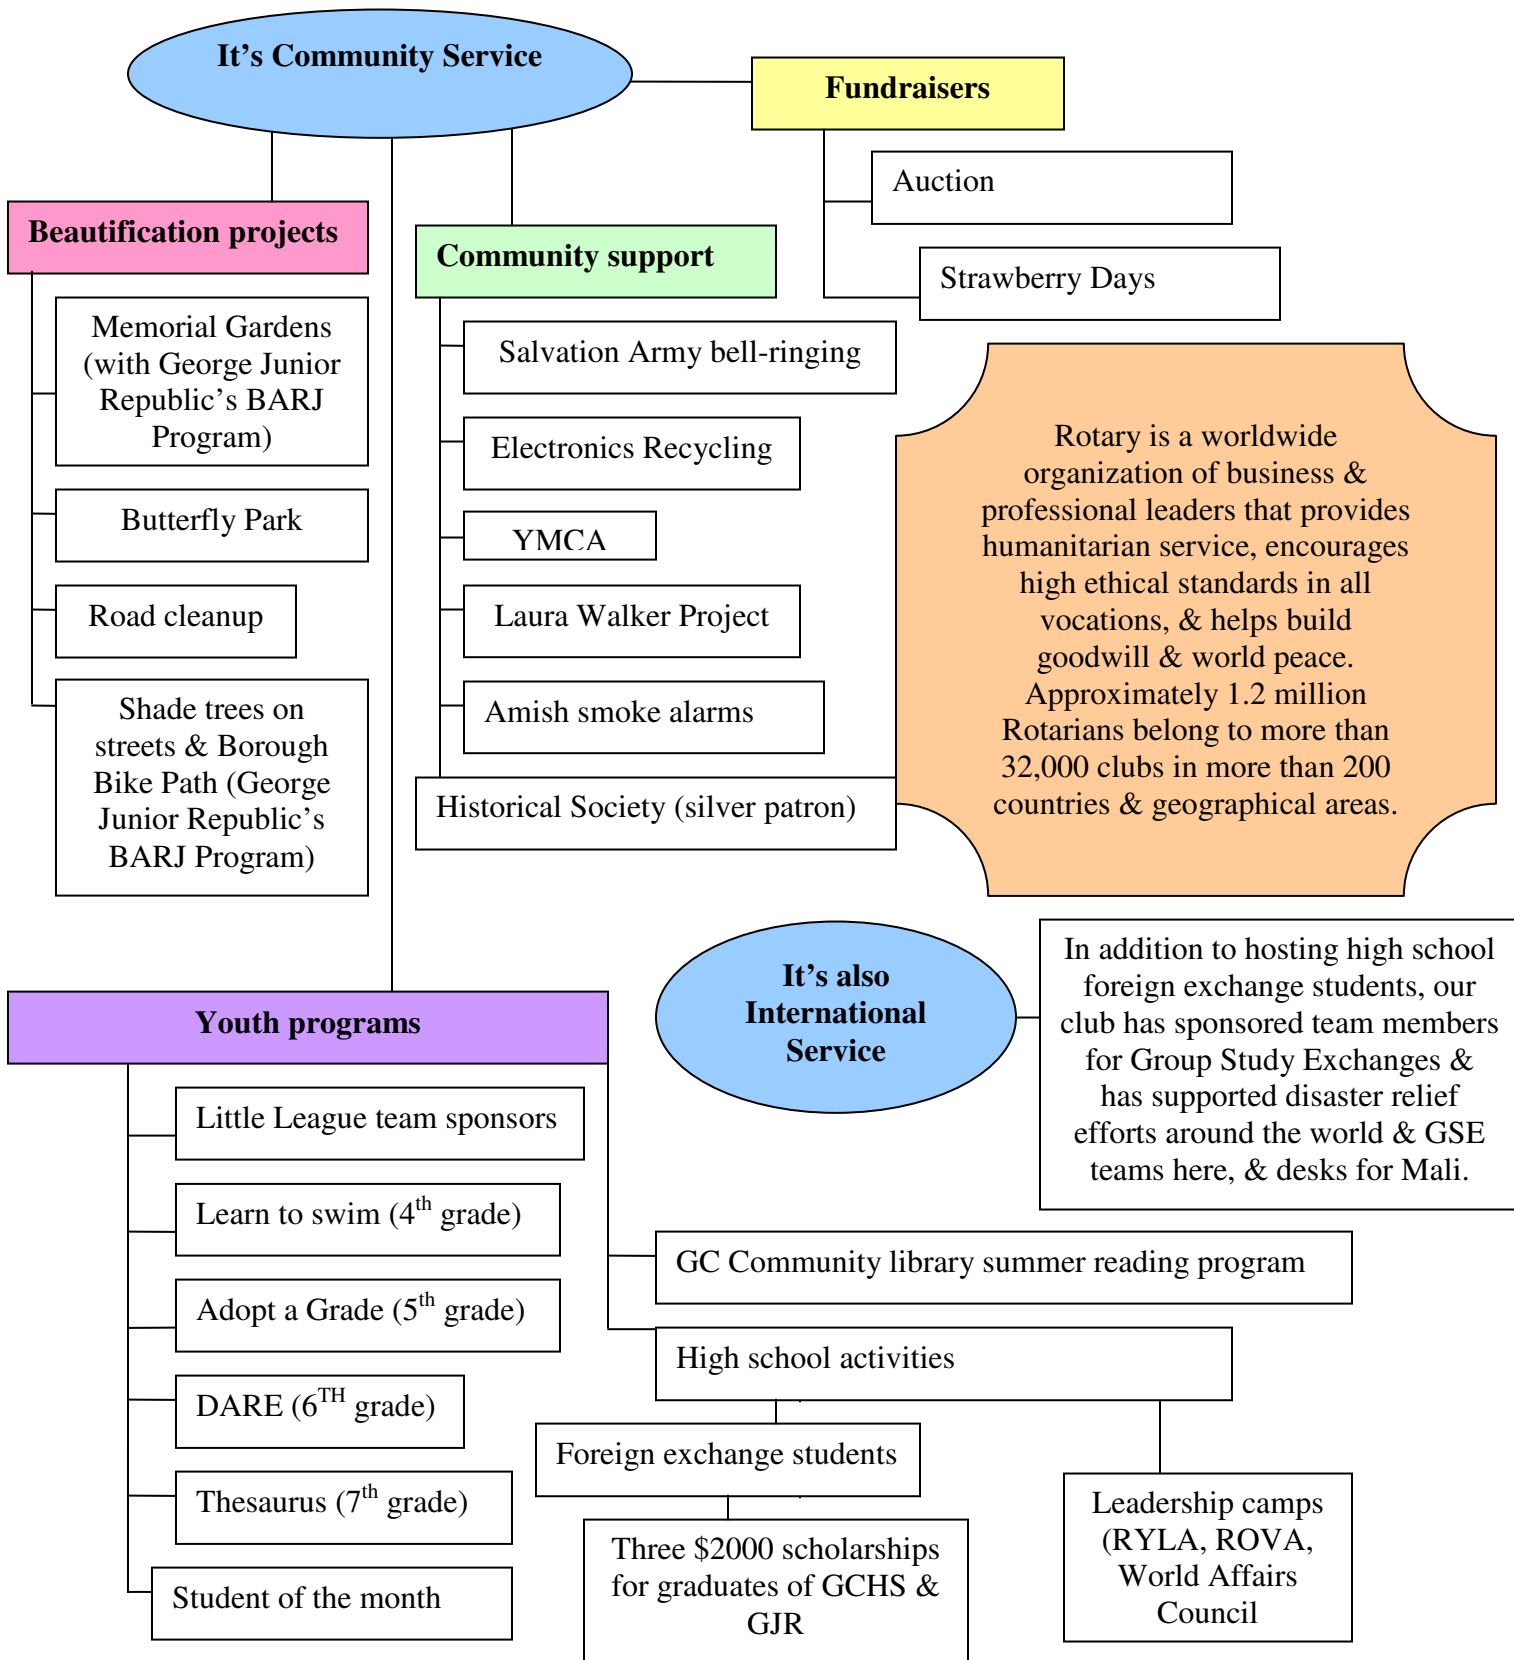 It's Community Service
Fundraisers
Auction
Strawberry Days
Beautification projects
Memorial Gardens
(with George Junior
Republic's BARJ
Program)
Butterfly Park
Road cleanup
Shade trees on
streets & Borough
Bike Path (George
Junior Republic's
BARJ Program)
Community support
Salvation Army bell-ringing
Electronics Recycling
YMCA
Laura Walker Project
Amish smoke alarms
Historical Society (silver patron)
Rotary is a worldwide
organization of business &
professional leaders that provides
humanitarian service, encourages
high ethical standards in all
vocations, & helps build
goodwill & world peace.
Approximately 1.2 million
Rotarians belong to more than
32,000 clubs in more than 200
countries & geographical areas.
It's also
International
Service
In addition to hosting high school
foreign exchange students, our
club has sponsored team members
for Group Study Exchanges &
has supported disaster relief
efforts around the world & GSE
teams here, & desks for Mali.
Youth programs
Little League team sponsors
Learn to swim (4th grade)
Adopt a Grade (5th grade)
DARE (6TH grade)
Thesaurus (7th grade)
Student of the month
GC Community library summer reading program
High school activities
Foreign exchange students
Three $2000 scholarships
for graduates of GCHS &
GJR
Leadership camps
(RYLA, ROVA,
World Affairs
Council